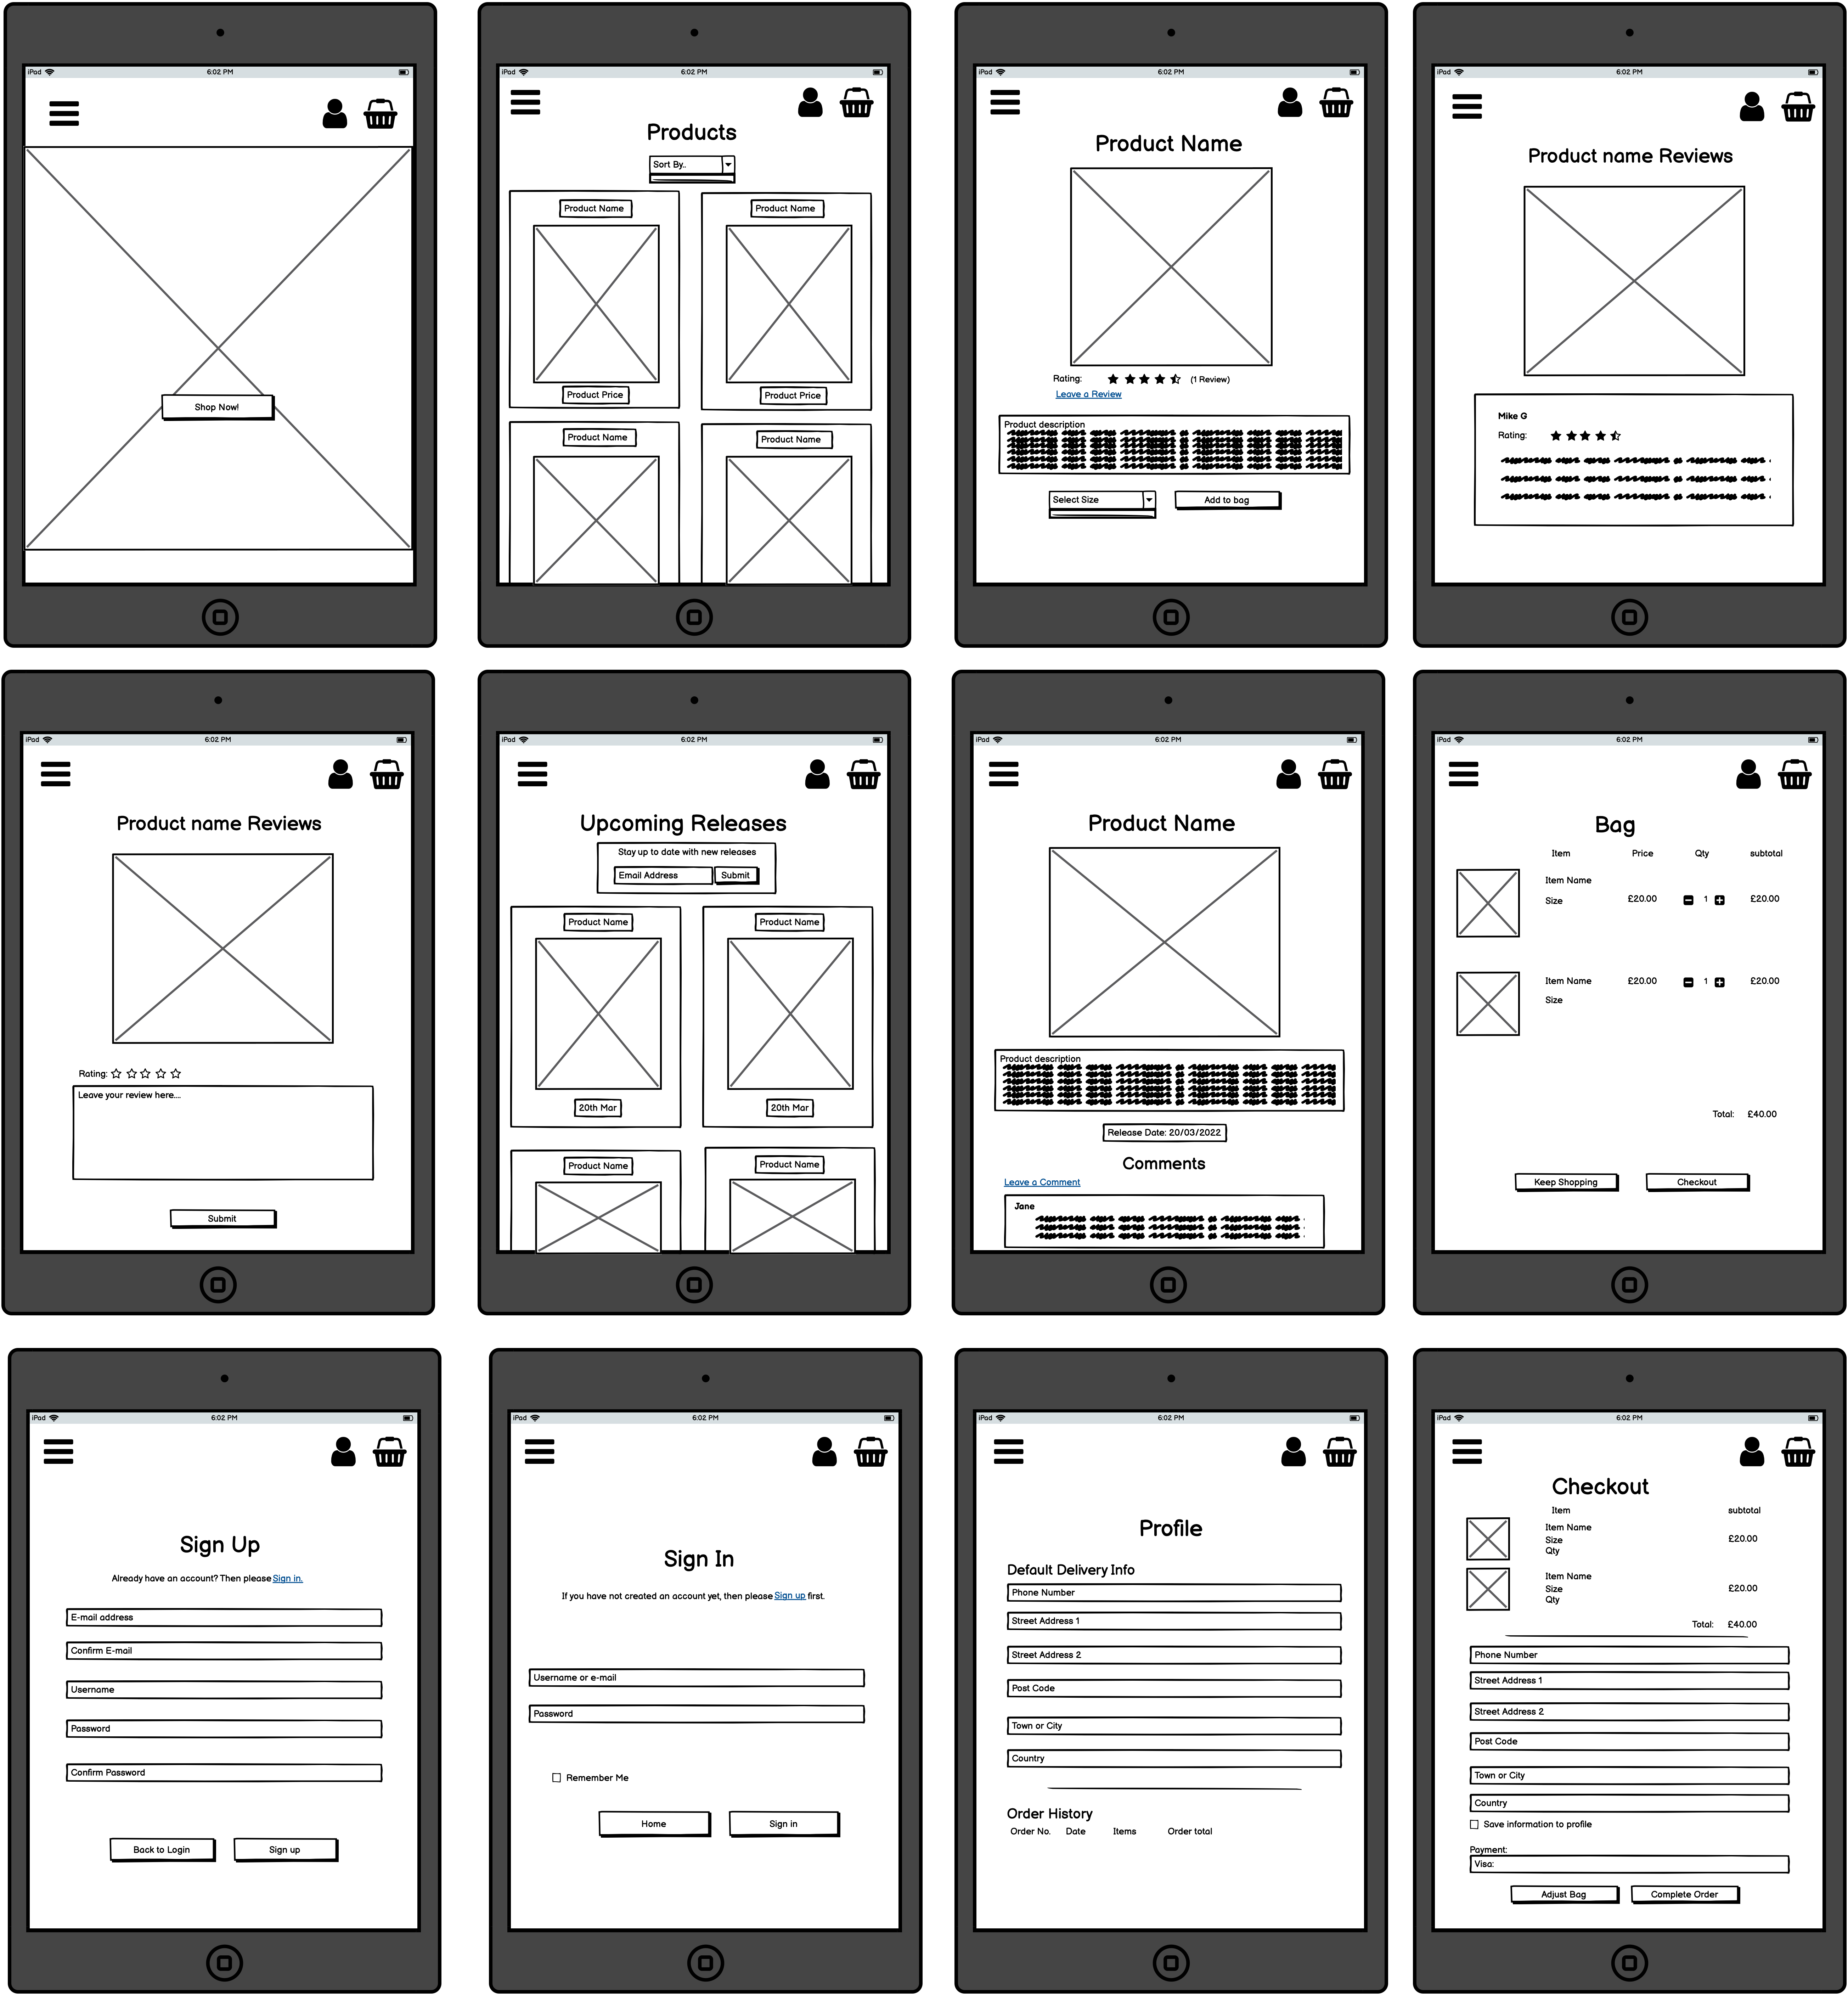 iPad 6:02 PM
Shop Now!
iPad 6:02 PM
Products
Sort By..
Product Name Product Name
Product Price Product Price
Product Name Product Name
iPad 6:02 PM
Product Name
Rating: (1 Review)
Leave a Review
Product description
Select Size Add to bag
iPad 6:02 PM
Product name Reviews
Mike G
Rating:
iPad 6:02 PM
Product name Reviews
Rating:
Leave your review here....
Submit
iPad 6:02 PM
Upcoming Releases
Stay up to date with new releases
Email Address Submit
Product Name Product Name
20th Mar 20th Mar
Product Name Product Name
iPad 6:02 PM
Product Name
Product description
Release Date: 20/03/2022
Comments
Leave a Comment
Jane
iPad 6:02 PM
Bag
Item Price Qty subtotal
Item Name
Size £20.00 1 £20.00
Item Name £20.00 1 £20.00
Size
Total: £40.00
Keep Shopping Checkout
iPad 6:02 PM
Sign Up
Already have an account? Then please Sign in.
E-mail address
Confirm E-mail
Username
Password
Confirm Password
Back to Login Sign up
iPad 6:02 PM
Sign In
If you have not created an account yet, then please Sign up first.
Username or e-mail
Password
Remember Me
Home Sign in
iPad 6:02 PM
Profile
Default Delivery Info
Phone Number
Street Address 1
Street Address 2
Post Code
Town or City
Country
Order History
Order No. Date Items Order total
iPad 6:02 PM
Checkout
Item subtotal
Item Name
Size £20.00
Qty
Item Name
Size £20.00
Qty
Total: £40.00
Phone Number
Street Address 1
Street Address 2
Post Code
Town or City
Country
Save information to profile
Payment:
Visa:
Adjust Bag Complete Order